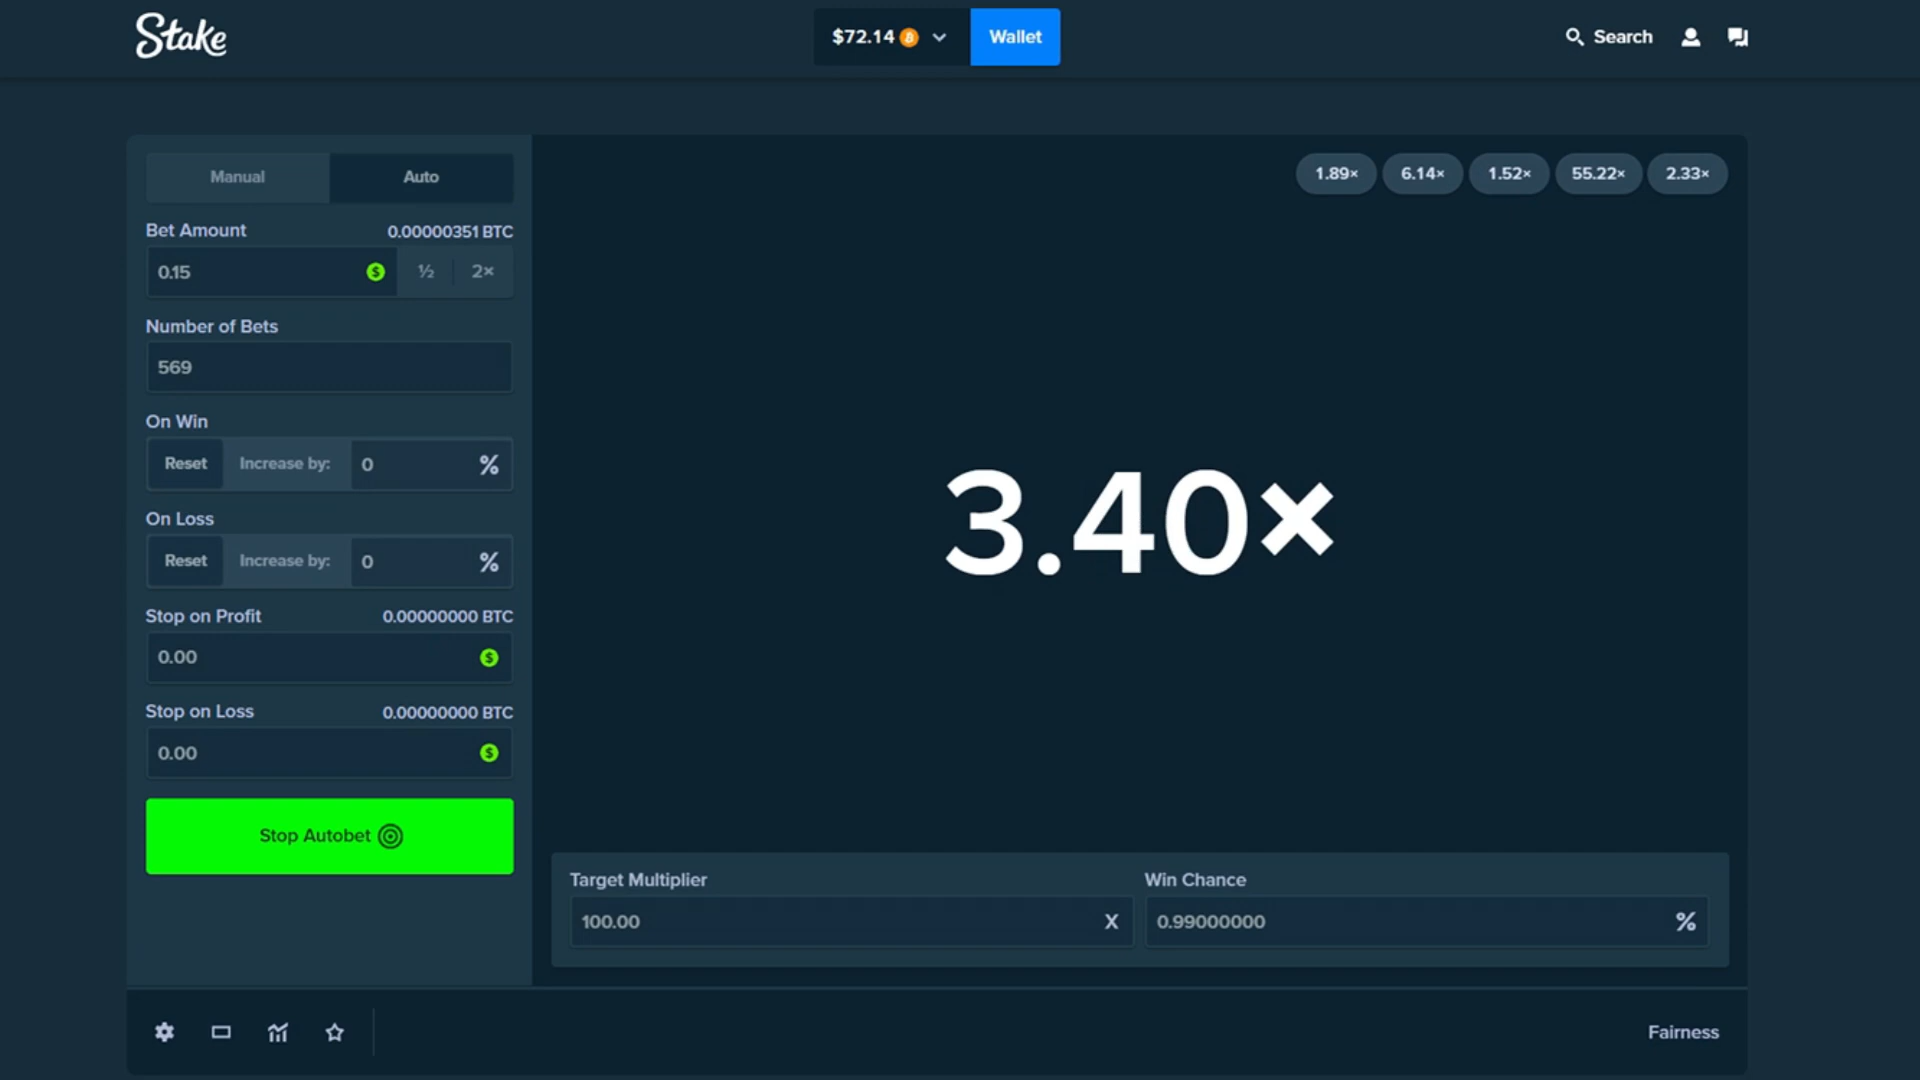 Stake
$72.14
Wallet
Search
Manual
Auto
Bet Amount
0.00000351 BTC
0.15
½
2×
Number of Bets
569
On Win
Reset
Increase by:
0
%
On Loss
Reset
Increase by:
0
%
Stop on Profit
0.00000000 BTC
0.00
Stop on Loss
0.00000000 BTC
0.00
Stop Autobet
1.89×
6.14×
1.52×
55.22×
2.33×
3.40×
Target Multiplier
100.00
X
Win Chance
0.99000000
%
Fairness